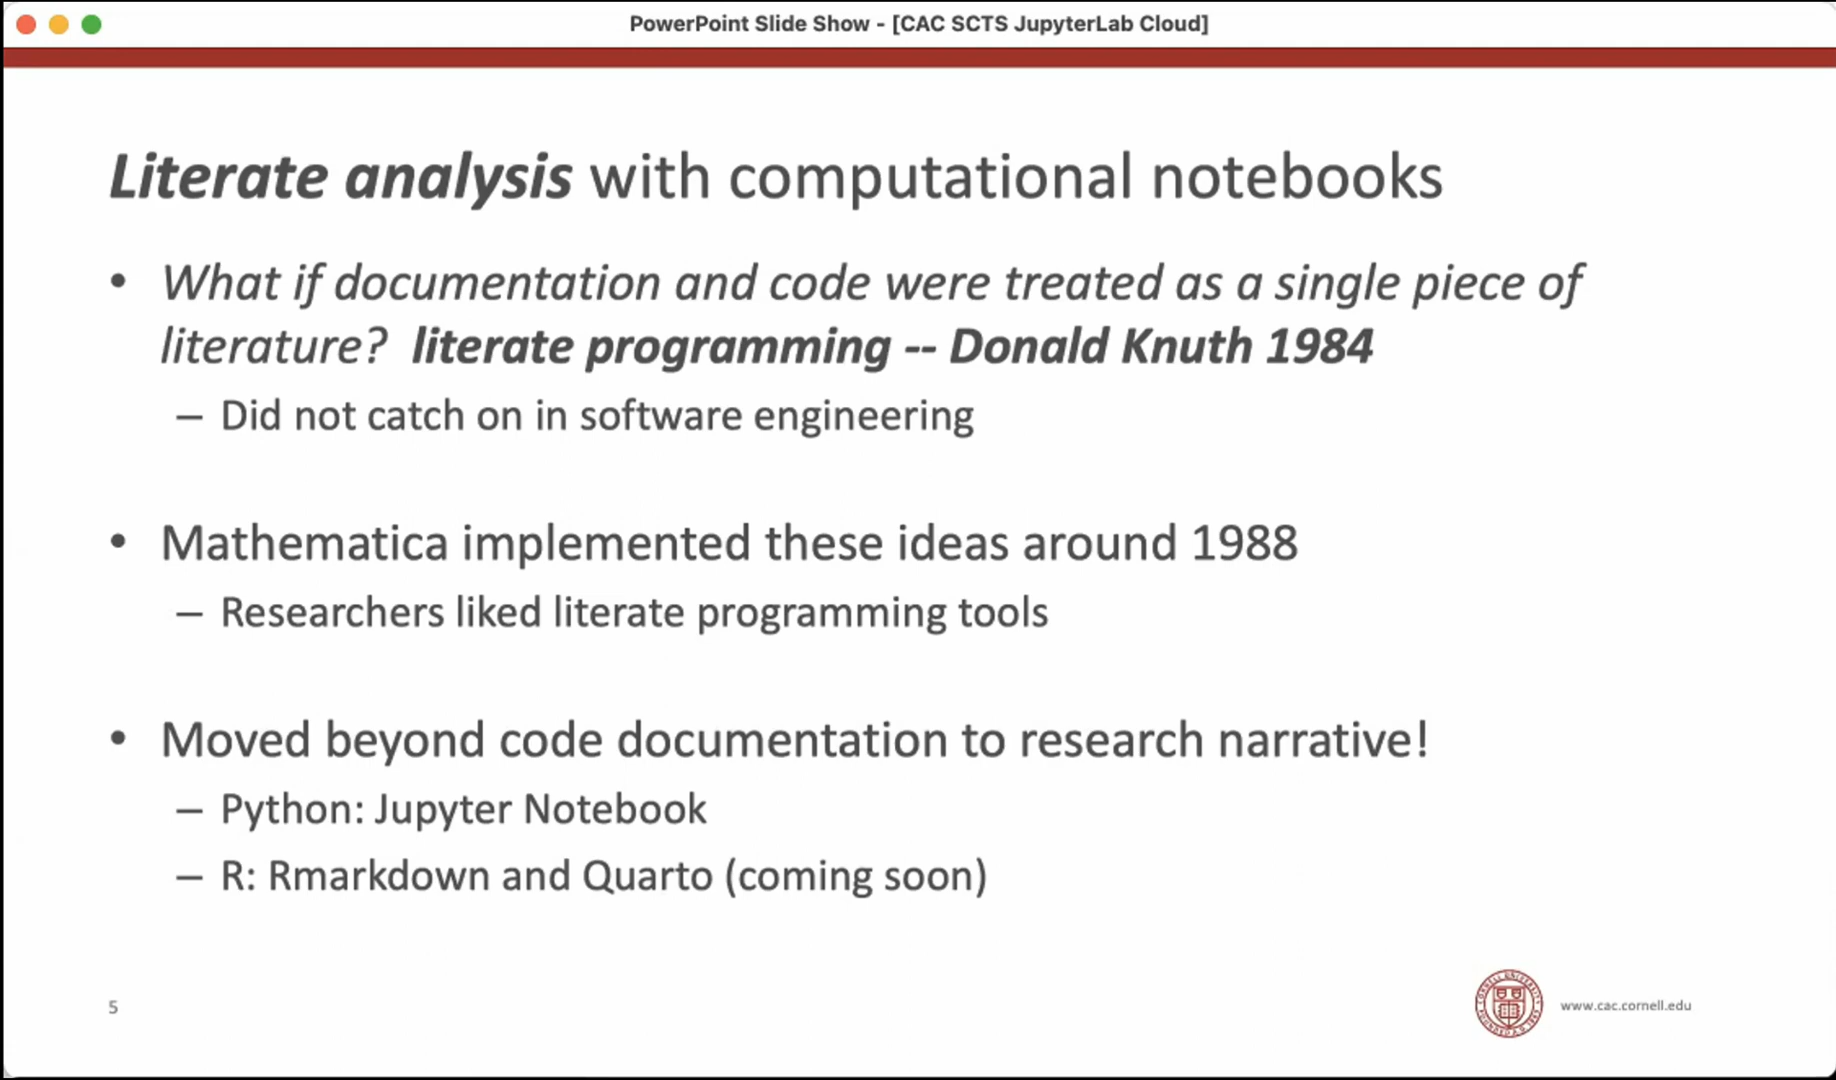 PowerPoint Slide Show - [CAC SCTS JupyterLab Cloud]
Literate analysis with computational notebooks
• What if documentation and code were treated as a single piece of
literature? literate programming -- Donald Knuth 1984
– Did not catch on in software engineering
• Mathematica implemented these ideas around 1988
– Researchers liked literate programming tools
• Moved beyond code documentation to research narrative!
– Python: Jupyter Notebook
– R: Rmarkdown and Quarto (coming soon)
5
www.cac.cornell.edu